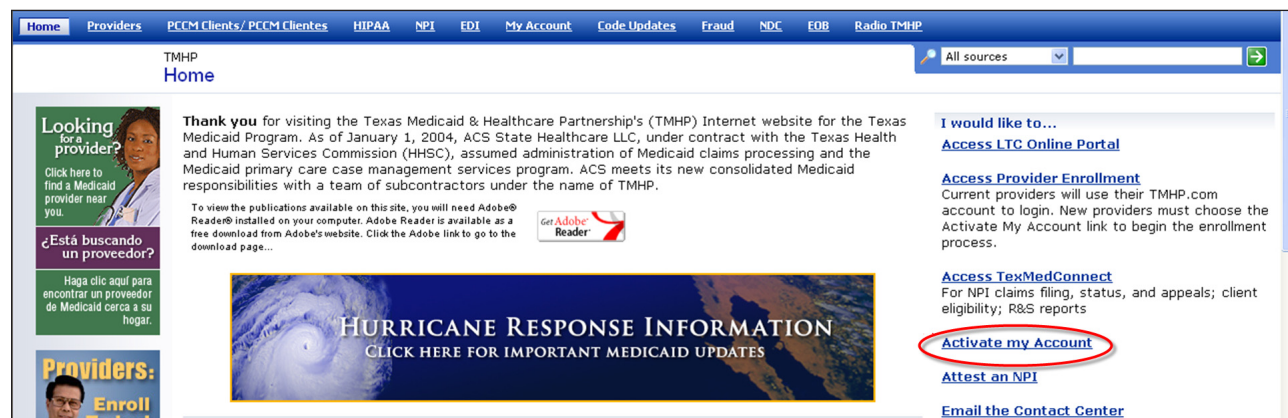 Home Providers PCCM Clients/ PCCM Clientes HIPAA NPI EDI My Account Code Updates Fraud NDC EOB Radio TMHP
TMHP
Home
All sources
Looking
for a
provider?
Click here to
find a Medicaid
provider near
you.
¿Está buscando
un proveedor?
Haga clic aquí para
encontrar un proveedor
de Medicaid cerca a su
hogar.
Providers:
Enroll
Thank you for visiting the Texas Medicaid & Healthcare Partnership's (TMHP) Internet website for the Texas
Medicaid Program. As of January 1, 2004, ACS State Healthcare LLC, under contract with the Texas Health
and Human Services Commission (HHSC), assumed administration of Medicaid claims processing and the
Medicaid primary care case management services program. ACS meets its new consolidated Medicaid
responsibilities with a team of subcontractors under the name of TMHP.
To view the publications available on this site, you will need Adobe®
Reader® installed on your computer. Adobe Reader is available as a
free download from Adobe's website. Click the Adobe link to go to the
download page...
Get Adobe®
Reader®
HURRICANE RESPONSE INFORMATION
CLICK HERE FOR IMPORTANT MEDICAID UPDATES
I would like to...
Access LTC Online Portal
Access Provider Enrollment
Current providers will use their TMHP.com
account to login. New providers must choose the
Activate My Account link to begin the enrollment
process.
Access TexMedConnect
For NPI claims filing, status, and appeals; client
eligibility; R&S reports
Activate my Account
Attest an NPI
Email the Contact Center